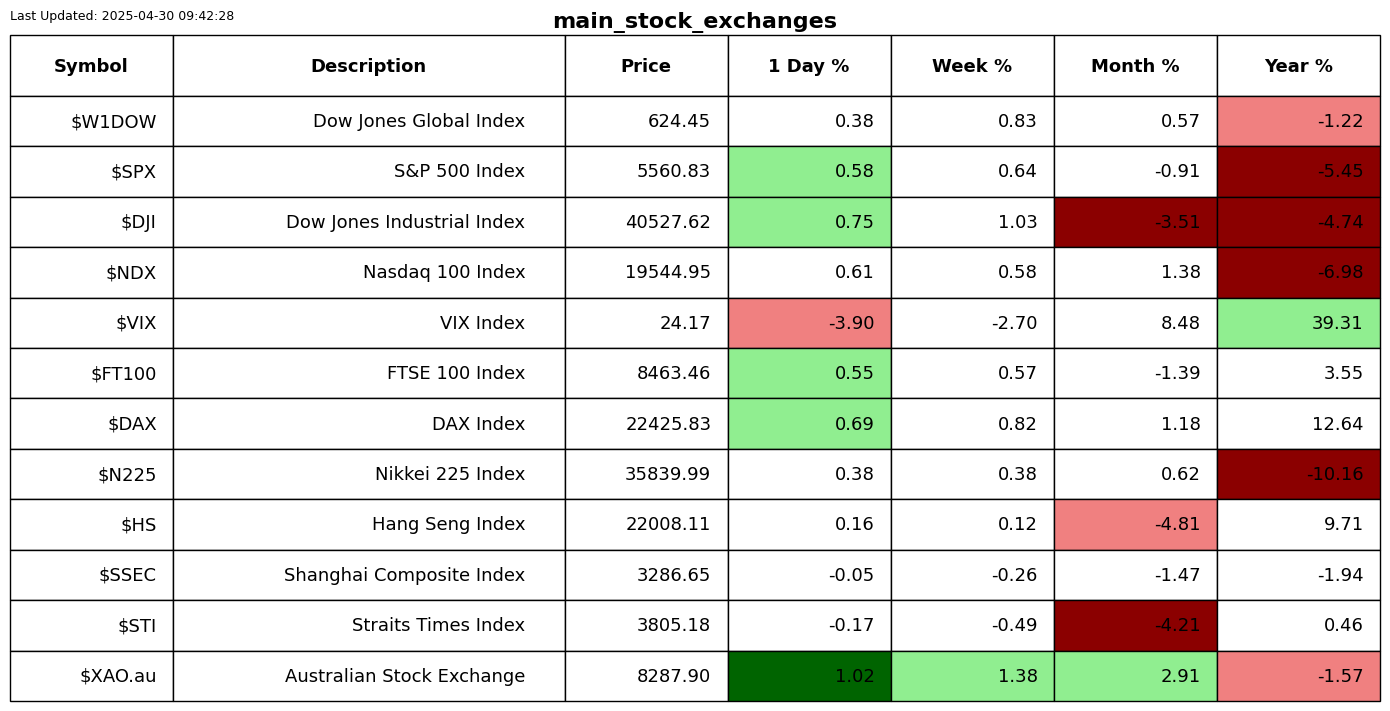 Last Updated: 2025-04-30 09:42:28
main_stock_exchanges
Symbol Description Price 1 Day % Week % Month % Year %
$W1DOW Dow Jones Global Index 624.45 0.38 0.83 0.57 -1.22
$SPX S&P 500 Index 5560.83 0.58 0.64 -0.91 -5.45
$DJI Dow Jones Industrial Index 40527.62 0.75 1.03 -3.51 -4.74
$NDX Nasdaq 100 Index 19544.95 0.61 0.58 1.38 -6.98
$VIX VIX Index 24.17 -3.90 -2.70 8.48 39.31
$FT100 FTSE 100 Index 8463.46 0.55 0.57 -1.39 3.55
$DAX DAX Index 22425.83 0.69 0.82 1.18 12.64
$N225 Nikkei 225 Index 35839.99 0.38 0.38 0.62 -10.16
$HS Hang Seng Index 22008.11 0.16 0.12 -4.81 9.71
$SSEC Shanghai Composite Index 3286.65 -0.05 -0.26 -1.47 -1.94
$STI Straits Times Index 3805.18 -0.17 -0.49 -4.21 0.46
$XAO.au Australian Stock Exchange 8287.90 1.02 1.38 2.91 -1.57